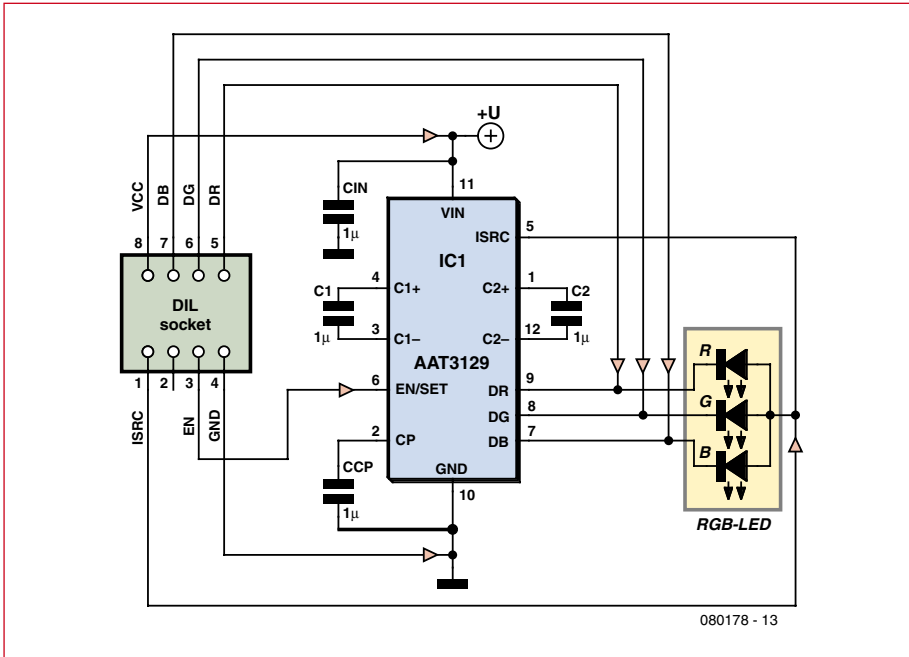 +U
VCC
DB
DG
DR
8
7
6
5
DIL
socket
1
2
3
4
ISRC
EN
GND
CIN
1µ
C1
1µ
4
3
6
2
CCP
1µ
11
VIN
ISRC
IC1
C1+
C2+
C1–
C2–
AAT3129
EN/SET
DR
DG
CP
DB
GND
10
5
1
12
9
8
7
C2
1µ
R
G
B
RGB-LED
080178 - 13